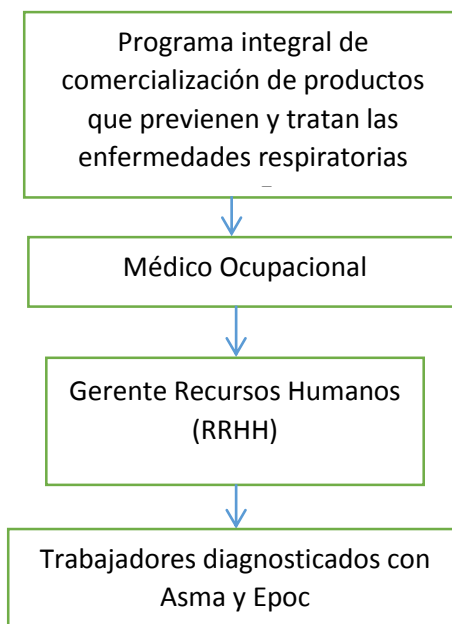 Programa integral de
comercialización de productos
que previenen y tratan las
enfermedades respiratorias
Médico Ocupacional
Gerente Recursos Humanos
(RRHH)
Trabajadores diagnosticados con
Asma y Epoc